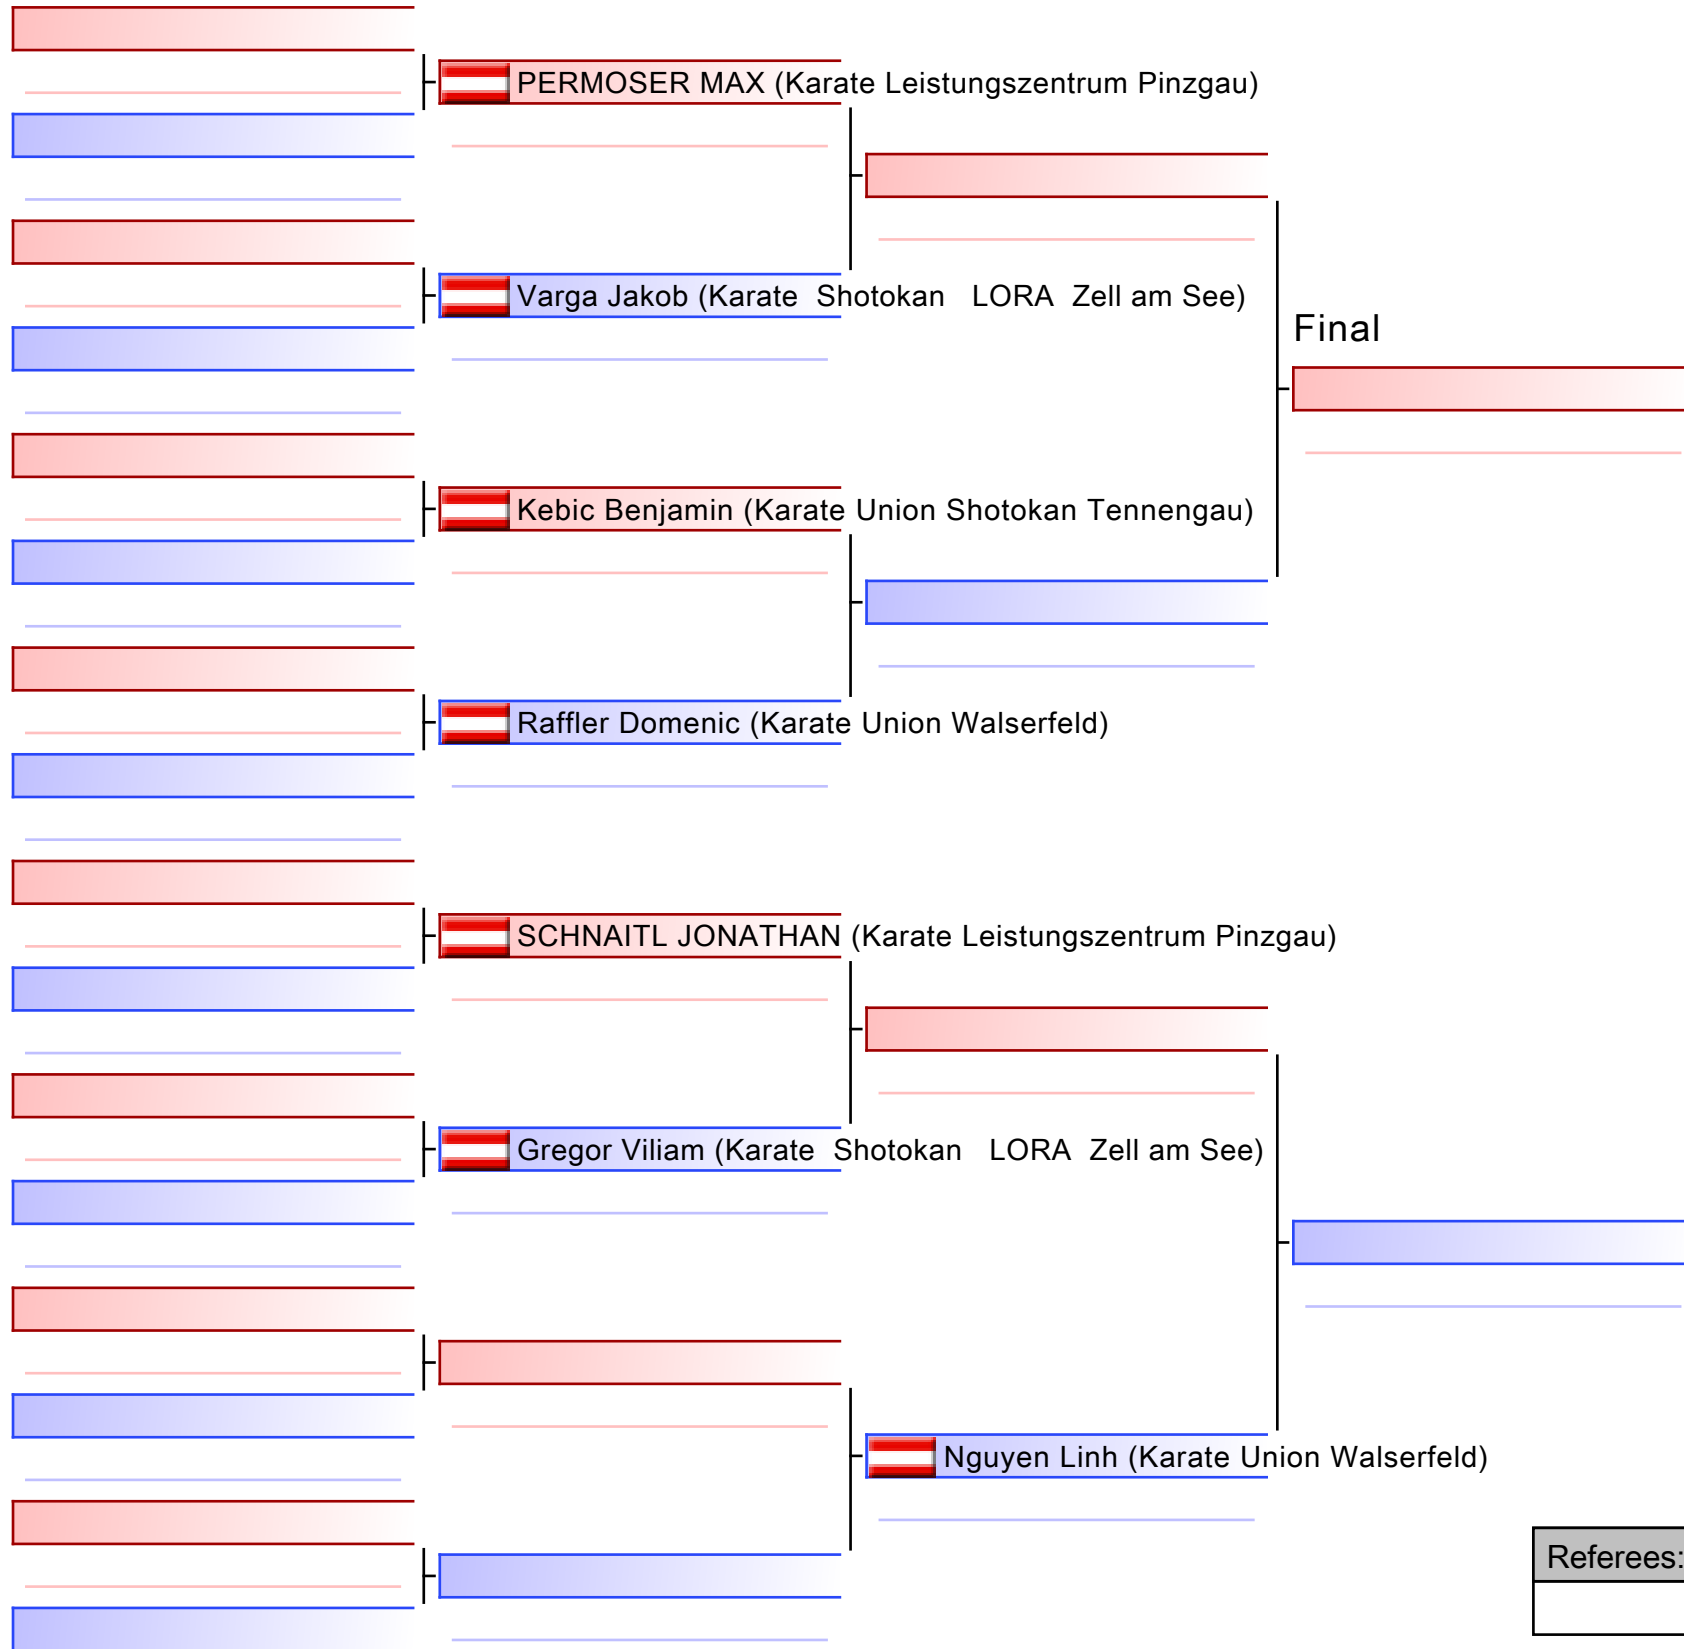 PERMOSER MAX (Karate Leistungszentrum Pinzgau)
Varga Jakob (Karate  Shotokan   LORA  Zell am See)
Final
Kebic Benjamin (Karate Union Shotokan Tennengau)
Raffler Domenic (Karate Union Walserfeld)
SCHNAITL JONATHAN (Karate Leistungszentrum Pinzgau)
Gregor Viliam (Karate  Shotokan   LORA  Zell am See)
Nguyen Linh (Karate Union Walserfeld)
Referees: